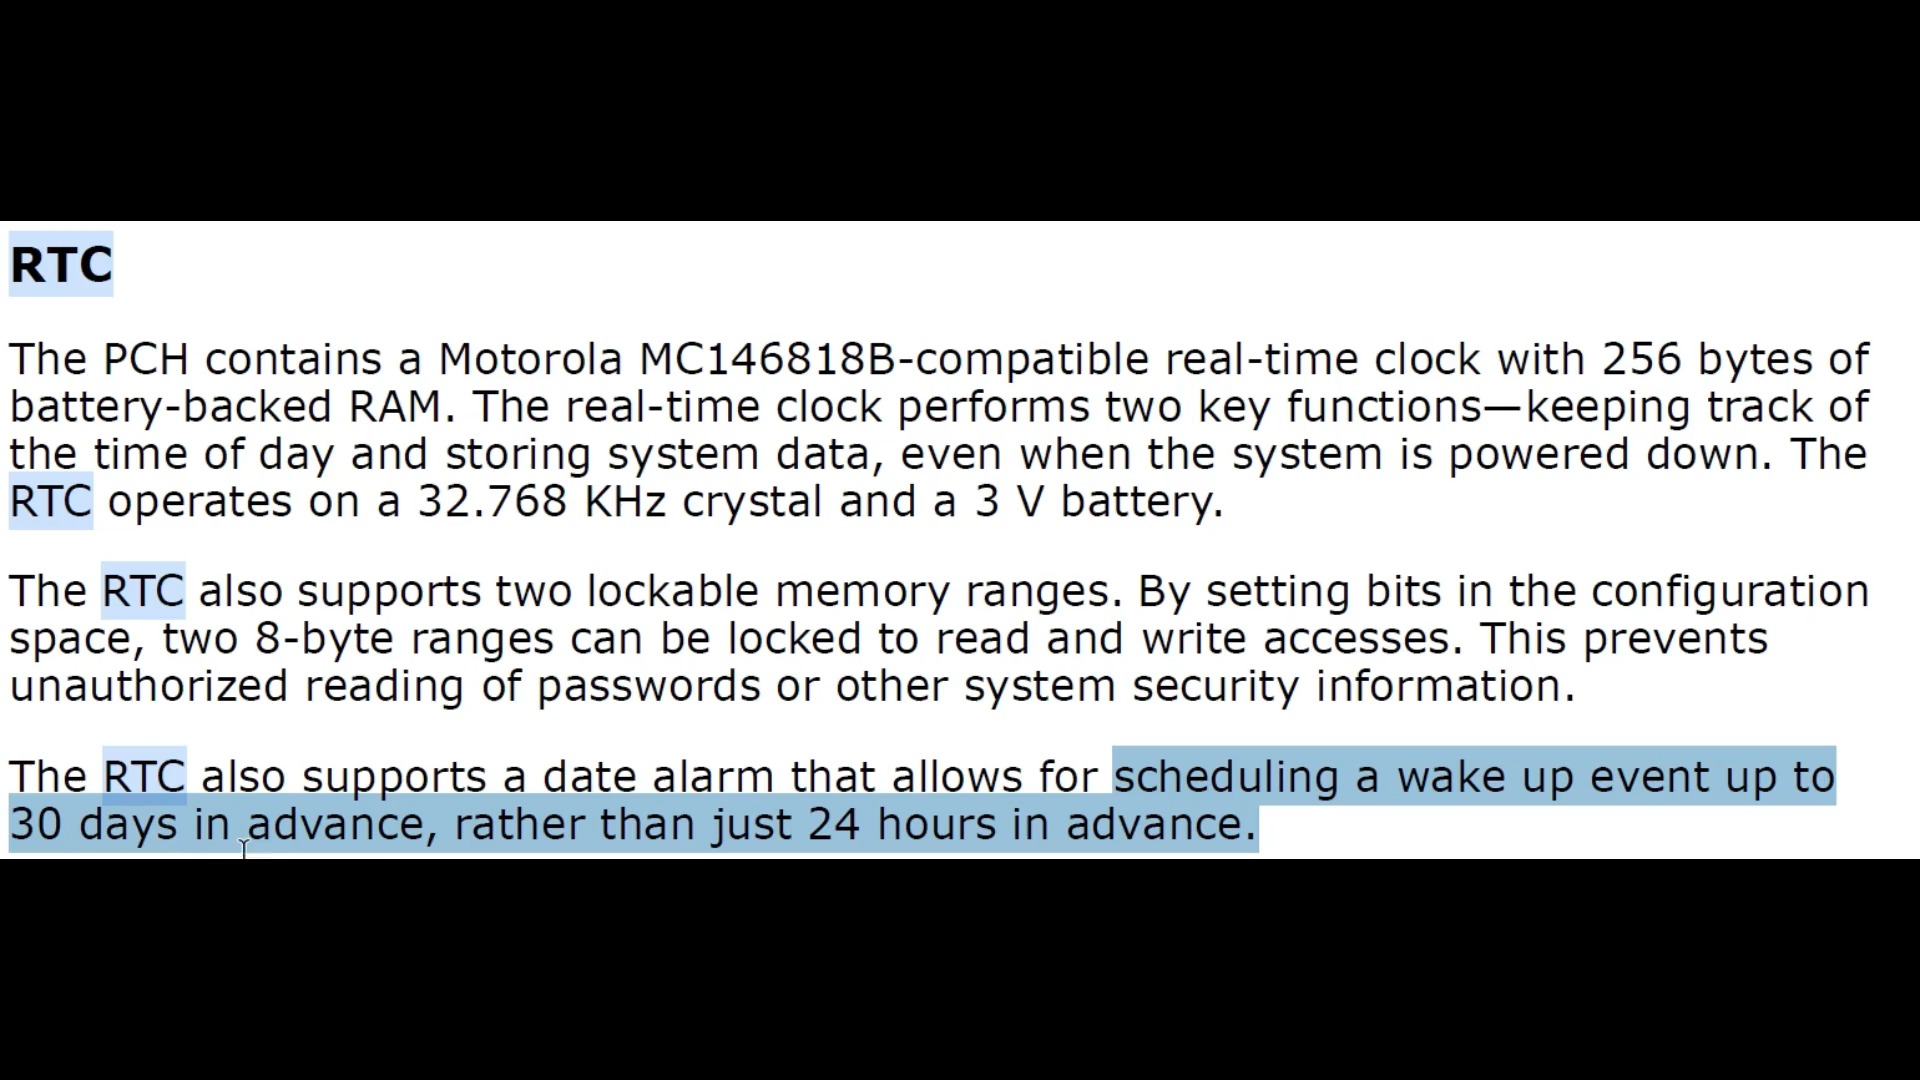 RTC
The PCH contains a Motorola MC146818B-compatible real-time clock with 256 bytes of
battery-backed RAM. The real-time clock performs two key functions—keeping track of
the time of day and storing system data, even when the system is powered down. The
RTC operates on a 32.768 KHz crystal and a 3 V battery.
The RTC also supports two lockable memory ranges. By setting bits in the configuration
space, two 8-byte ranges can be locked to read and write accesses. This prevents
unauthorized reading of passwords or other system security information.
The RTC also supports a date alarm that allows for scheduling a wake up event up to
30 days in advance, rather than just 24 hours in advance.